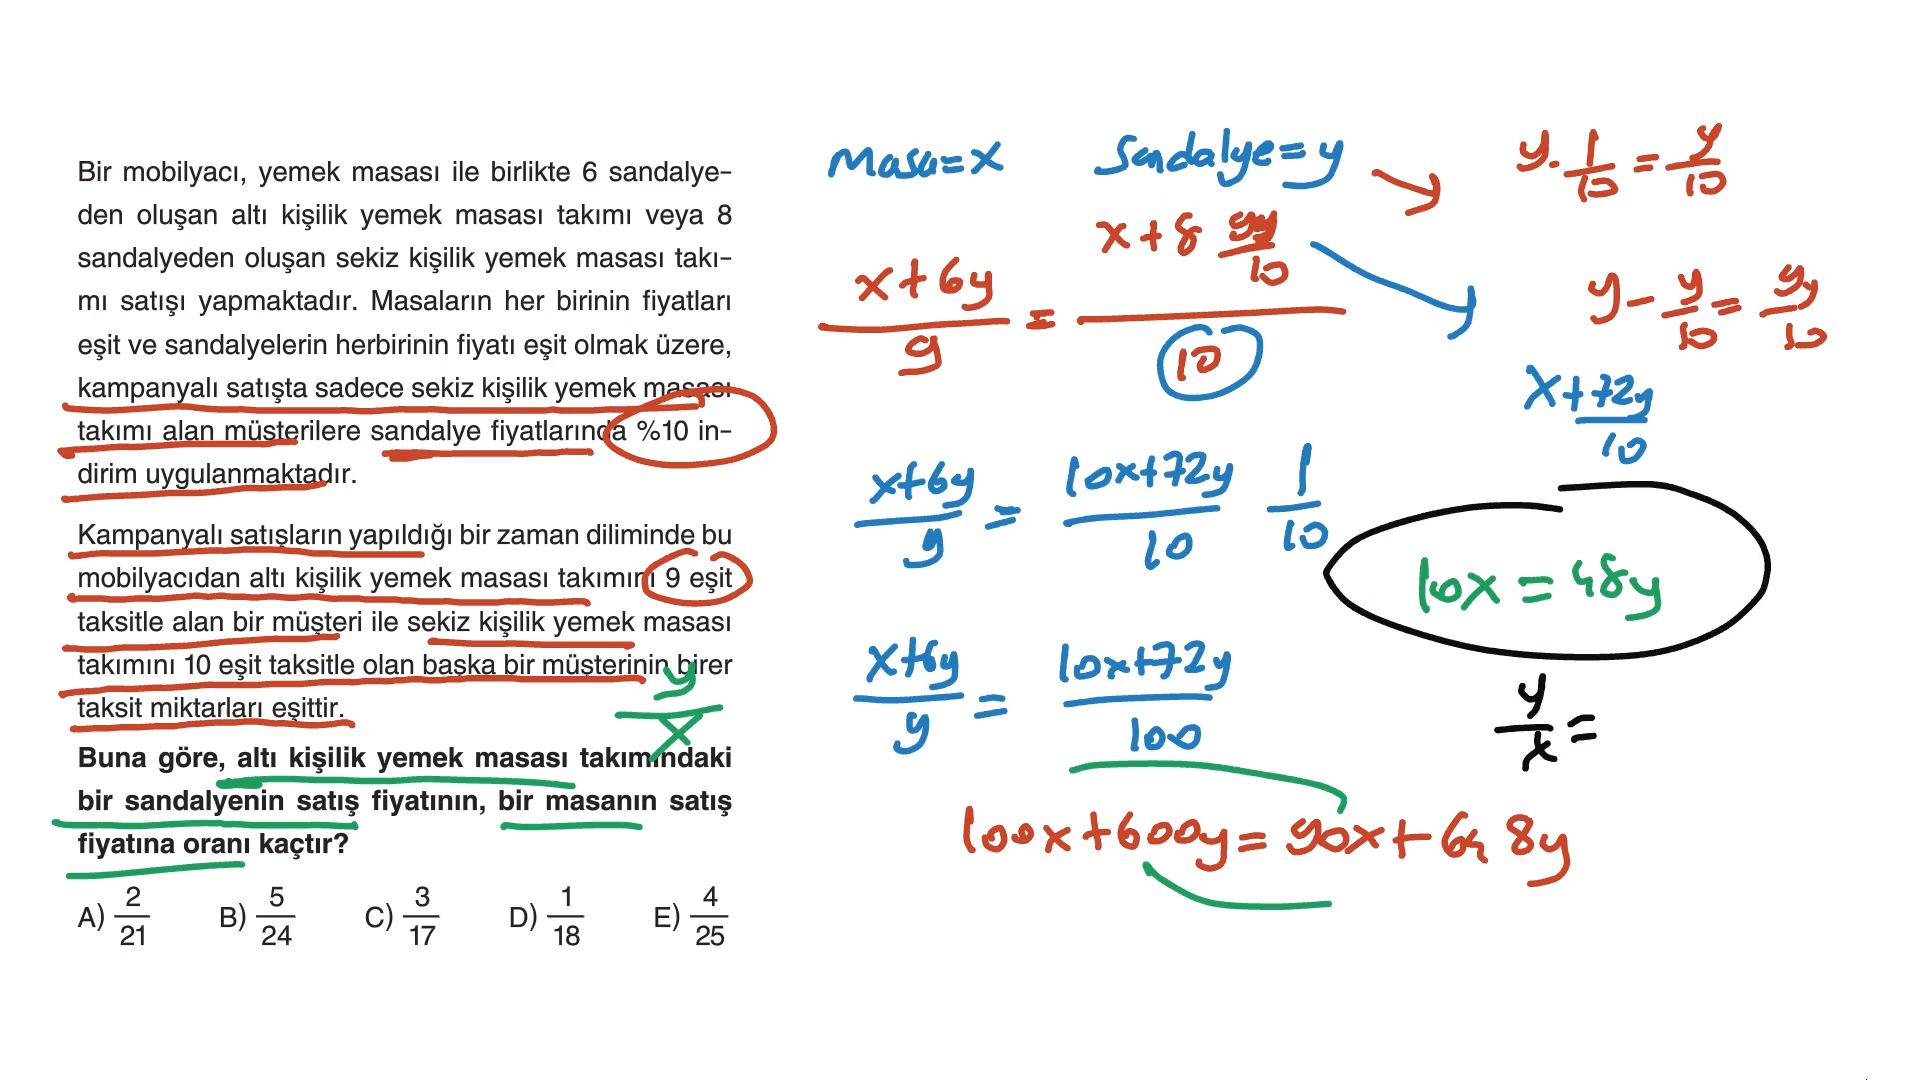 Bir mobilyacı, yemek masası ile birlikte 6 sandalye-
den oluşan altı kişilik yemek masası takımı veya 8
sandalyeden oluşan sekiz kişilik yemek masası takı-
mı satışı yapmaktadır. Masaların her birinin fiyatları
eşit ve sandalyelerin herbirinin fiyatı eşit olmak üzere,
kampanyalı satışta sadece sekiz kişilik yemek masası
takımı alan müşterilere sandalye fiyatlarında %10 in-
dirim uygulanmaktadır.
Kampanyalı satışların yapıldığı bir zaman diliminde bu
mobilyacıdan altı kişilik yemek masası takımını 9 eşit
taksitle alan bir müşteri ile sekiz kişilik yemek masası
takımını 10 eşit taksitle olan başka bir müşterinin birer
taksit miktarları eşittir.
y/x
Buna göre, altı kişilik yemek masası takımındaki
bir sandalyenin satış fiyatının, bir masanın satış
fiyatına oranı kaçtır?
A) 2/21 B) 5/24 C) 3/17 D) 1/18 E) 4/25
Masa=x Sandalye=y
y.1/10=y/10
(x+6y)/9 = (x+8 9y/10)/10
y-y/10=9y/10
x+72y/10
(x+6y)/9 = (10x+72y)/10 1/10
10x=48y
(x+6y)/9 = (10x+72y)/100
y/x=
100x+600y=90x+648y